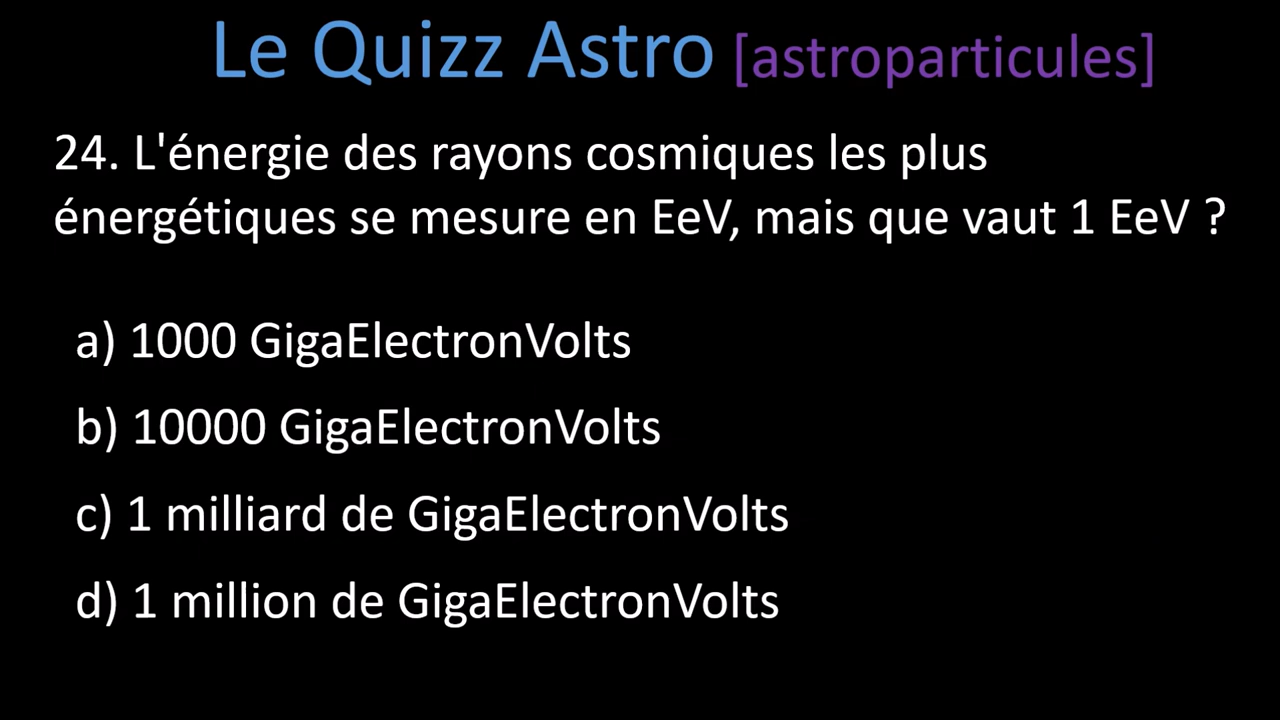 Le Quizz Astro [astroparticules]
24. L'énergie des rayons cosmiques les plus
énergétiques se mesure en EeV, mais que vaut 1 EeV ?
a) 1000 GigaElectronVolts
b) 10000 GigaElectronVolts
c) 1 milliard de GigaElectronVolts
d) 1 million de GigaElectronVolts